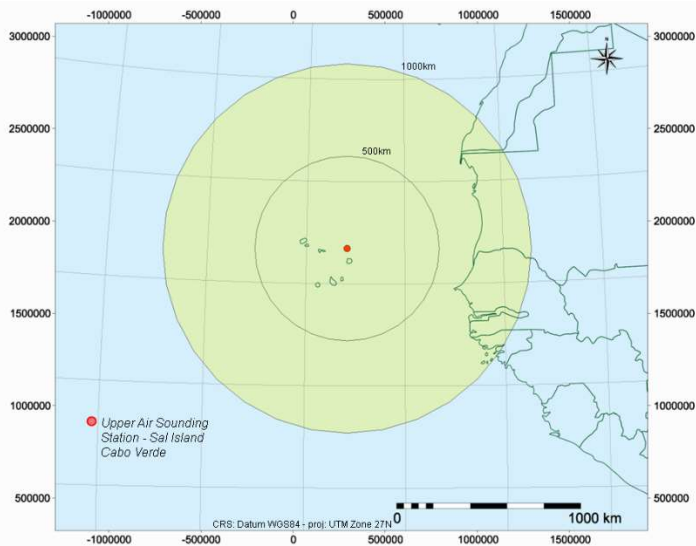 -1000000 -500000 0 500000 1000000 1500000
3000000 3000000
N
1000km
2500000 2500000
500km
2000000 2000000
1500000 1500000
1000000 1000000
Upper Air Sounding
Station - Sal Island
Cabo Verde
500000 500000
0 1000 km
CRS: Datum WGS84 - proj: UTM Zone 27N
-1000000 -500000 0 500000 1000000 1500000